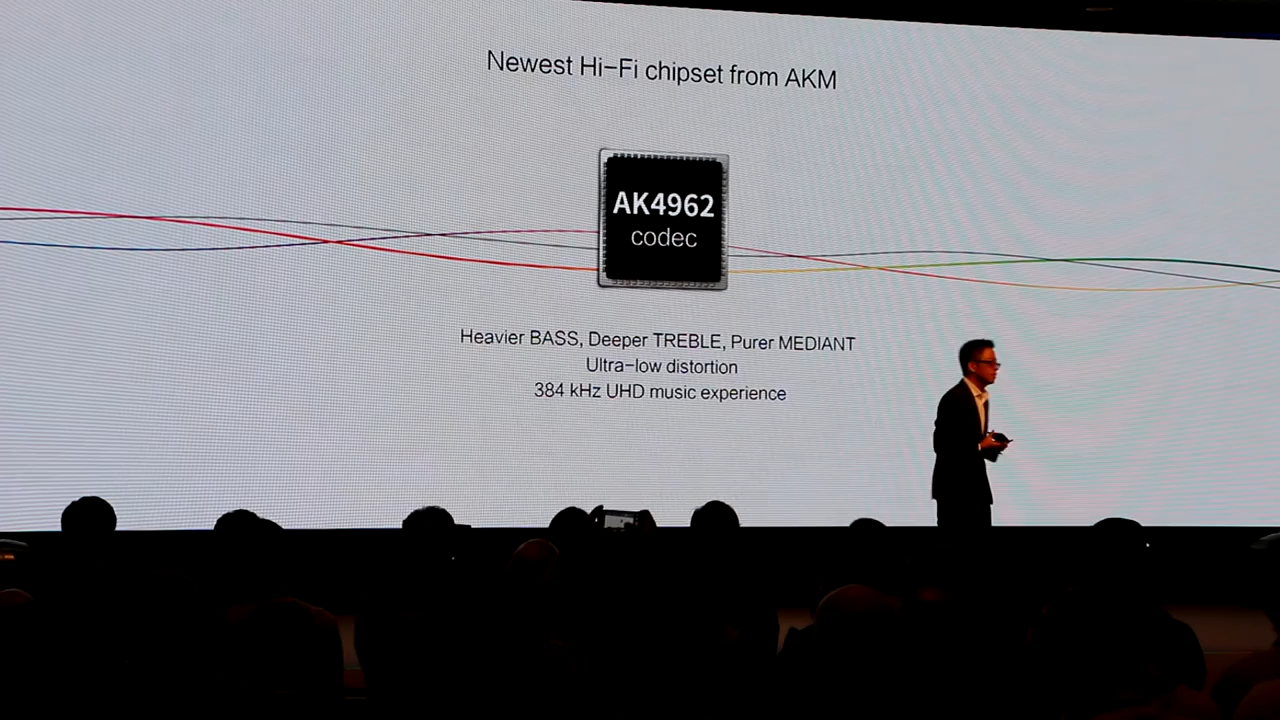 Newest Hi-Fi chipset from AKM
AK4962
codec
Heavier BASS, Deeper TREBLE, Purer MEDIANT
Ultra-low distortion
384 kHz UHD music experience